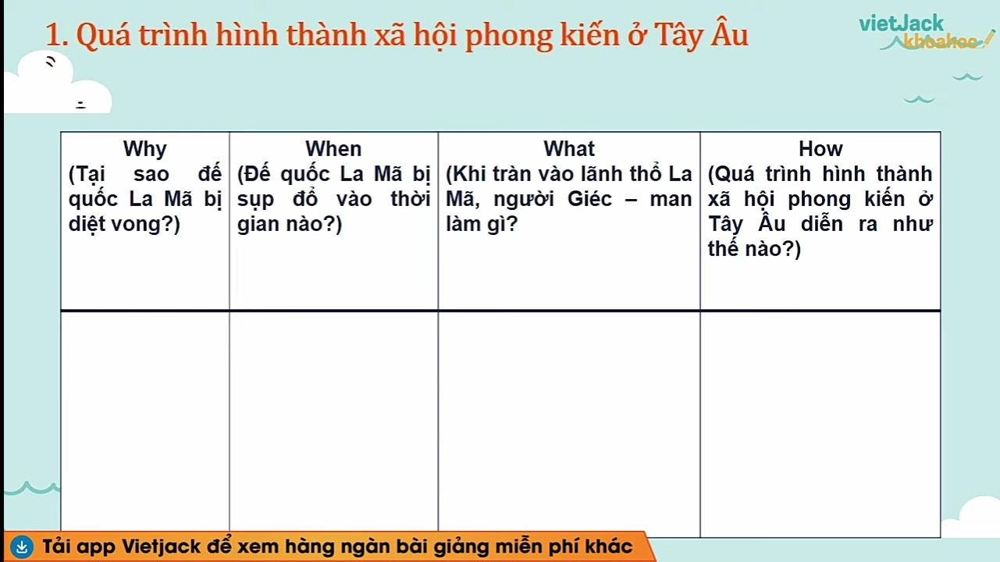 1. Quá trình hình thành xã hội phong kiến ở Tây Âu
vietJack
khoahoc
Why
(Tại sao đế
quốc La Mã bị
diệt vong?)
When
(Đế quốc La Mã bị
sụp đổ vào thời
gian nào?)
What
(Khi tràn vào lãnh thổ La
Mã, người Giéc – man
làm gì?
How
(Quá trình hình thành
xã hội phong kiến ở
Tây Âu diễn ra như
thế nào?)
Tải app Vietjack để xem hàng ngàn bài giảng miễn phí khác